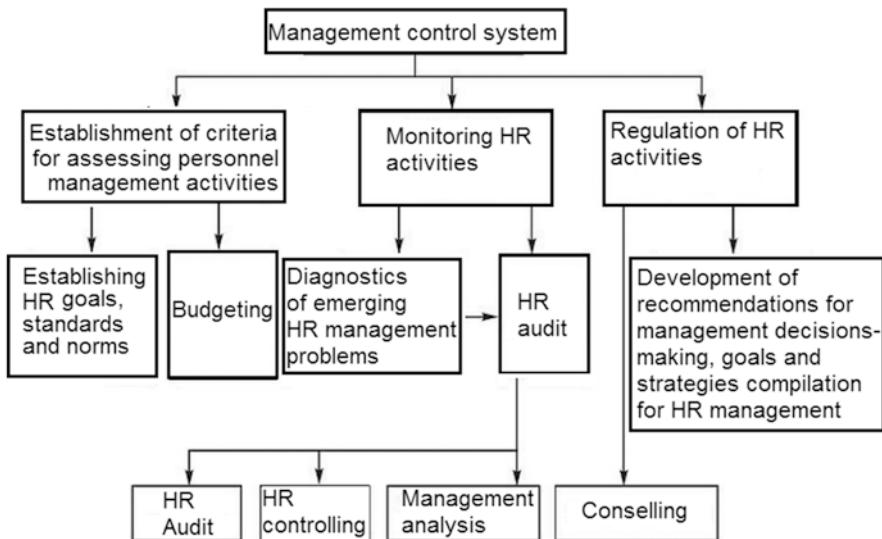 Management control system
Establishment of criteria
for assessing personnel
management activities
Monitoring HR
activities
Regulation of HR
activities
Establishing
HR goals,
standards
and norms
Budgeting
Diagnostics
of emerging
HR management
problems
HR
audit
Development of
recommendations for
management decisions-
making, goals and
strategies compilation
for HR management
HR
Audit
HR
controlling
Management
analysis
Conselling